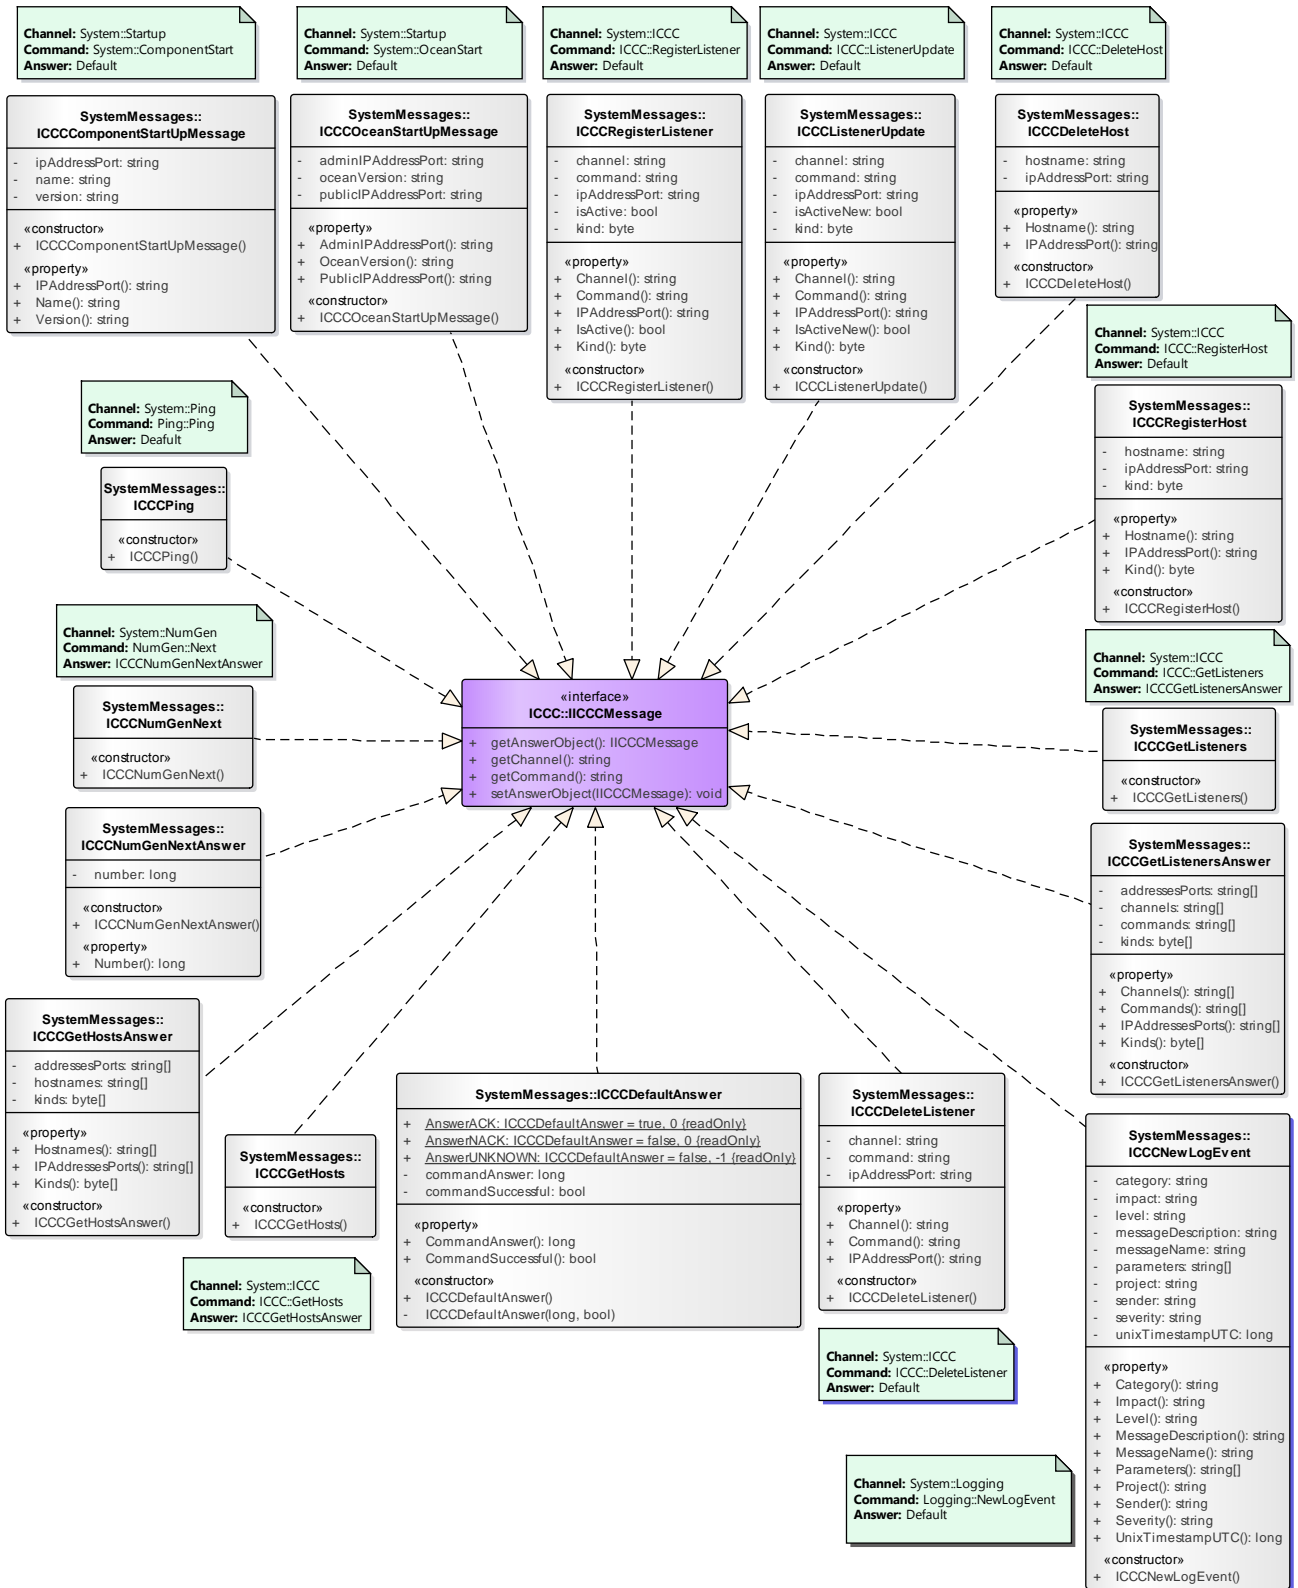 Channel: System::Startup
Command: System::ComponentStart
Answer: Default
Channel: System::Startup
Command: System::OceanStart
Answer: Default
Channel: System::ICCC
Command: ICCC::RegisterListener
Answer: Default
Channel: System::ICCC
Command: ICCC::ListenerUpdate
Answer: Default
Channel: System::ICCC
Command: ICCC::DeleteHost
Answer: Default
SystemMessages::
ICCCComponentStartUpMessage
- ipAddressPort: string
- name: string
- version: string
«constructor»
+ ICCCComponentStartUpMessage()
«property»
+ IPAddressPort(): string
+ Name(): string
+ Version(): string
SystemMessages::
ICCCOceanStartUpMessage
- adminIPAddressPort: string
- oceanVersion: string
- publicIPAddressPort: string
«property»
+ AdminIPAddressPort(): string
+ OceanVersion(): string
+ PublicIPAddressPort(): string
«constructor»
+ ICCCOceanStartUpMessage()
SystemMessages::
ICCCRegisterListener
- channel: string
- command: string
- ipAddressPort: string
- isActive: bool
- kind: byte
«property»
+ Channel(): string
+ Command(): string
+ IPAddressPort(): string
+ IsActive(): bool
+ Kind(): byte
«constructor»
+ ICCCRegisterListener()
SystemMessages::
ICCCListenerUpdate
- channel: string
- command: string
- ipAddressPort: string
- isActiveNew: bool
- kind: byte
«property»
+ Channel(): string
+ Command(): string
+ IPAddressPort(): string
+ IsActiveNew(): bool
+ Kind(): byte
«constructor»
+ ICCCListenerUpdate()
SystemMessages::
ICCCDeleteHost
- hostname: string
- ipAddressPort: string
«property»
+ Hostname(): string
+ IPAddressPort(): string
«constructor»
+ ICCCDeleteHost()
Channel: System::ICCC
Command: ICCC::RegisterHost
Answer: Default
SystemMessages::
ICCCRegisterHost
- hostname: string
- ipAddressPort: string
- kind: byte
«property»
+ Hostname(): string
+ IPAddressPort(): string
+ Kind(): byte
«constructor»
+ ICCCRegisterHost()
Channel: System::Ping
Command: Ping::Ping
Answer: Deafult
SystemMessages::
ICCCPing
«constructor»
+ ICCCPing()
Channel: System::NumGen
Command: NumGen::Next
Answer: ICCCNumGenNextAnswer
SystemMessages::
ICCCNumGenNext
«constructor»
+ ICCCNumGenNext()
«interface»
ICCC::IICCCMessage
+ getAnswerObject(): IICCCMessage
+ getChannel(): string
+ getCommand(): string
+ setAnswerObject(IICCCMessage): void
Channel: System::ICCC
Command: ICCC::GetListeners
Answer: ICCCGetListenersAnswer
SystemMessages::
ICCCGetListeners
«constructor»
+ ICCCGetListeners()
SystemMessages::
ICCCNumGenNextAnswer
- number: long
«constructor»
+ ICCCNumGenNextAnswer()
«property»
+ Number(): long
SystemMessages::
ICCCGetListenersAnswer
- addressesPorts: string[]
- channels: string[]
- commands: string[]
- kinds: byte[]
«property»
+ Channels(): string[]
+ Commands(): string[]
+ IPAddressesPorts(): string[]
+ Kinds(): byte[]
«constructor»
+ ICCCGetListenersAnswer()
SystemMessages::
ICCCGetHostsAnswer
- addressesPorts: string[]
- hostnames: string[]
- kinds: byte[]
«property»
+ Hostnames(): string[]
+ IPAddressesPorts(): string[]
+ Kinds(): byte[]
«constructor»
+ ICCCGetHostsAnswer()
SystemMessages::
ICCCGetHosts
«constructor»
+ ICCCGetHosts()
Channel: System::ICCC
Command: ICCC::GetHosts
Answer: ICCCGetHostsAnswer
SystemMessages::ICCCDefaultAnswer
+ AnswerACK: ICCCDefaultAnswer = true, 0 {readOnly}
+ AnswerNACK: ICCCDefaultAnswer = false, 0 {readOnly}
+ AnswerUNKNOWN: ICCCDefaultAnswer = false, -1 {readOnly}
- commandAnswer: long
- commandSuccessful: bool
«property»
+ CommandAnswer(): long
+ CommandSuccessful(): bool
«constructor»
+ ICCCDefaultAnswer()
- ICCCDefaultAnswer(long, bool)
SystemMessages::
ICCCDeleteListener
- channel: string
- command: string
- ipAddressPort: string
«property»
+ Channel(): string
+ Command(): string
+ IPAddressPort(): string
«constructor»
+ ICCCDeleteListener()
Channel: System::ICCC
Command: ICCC::DeleteListener
Answer: Default
SystemMessages::
ICCCNewLogEvent
- category: string
- impact: string
- level: string
- messageDescription: string
- messageName: string
- parameters: string[]
- project: string
- sender: string
- severity: string
- unixTimestampUTC: long
«property»
+ Category(): string
+ Impact(): string
+ Level(): string
+ MessageDescription(): string
+ MessageName(): string
+ Parameters(): string[]
+ Project(): string
+ Sender(): string
+ Severity(): string
+ UnixTimestampUTC(): long
«constructor»
+ ICCCNewLogEvent()
Channel: System::Logging
Command: Logging::NewLogEvent
Answer: Default